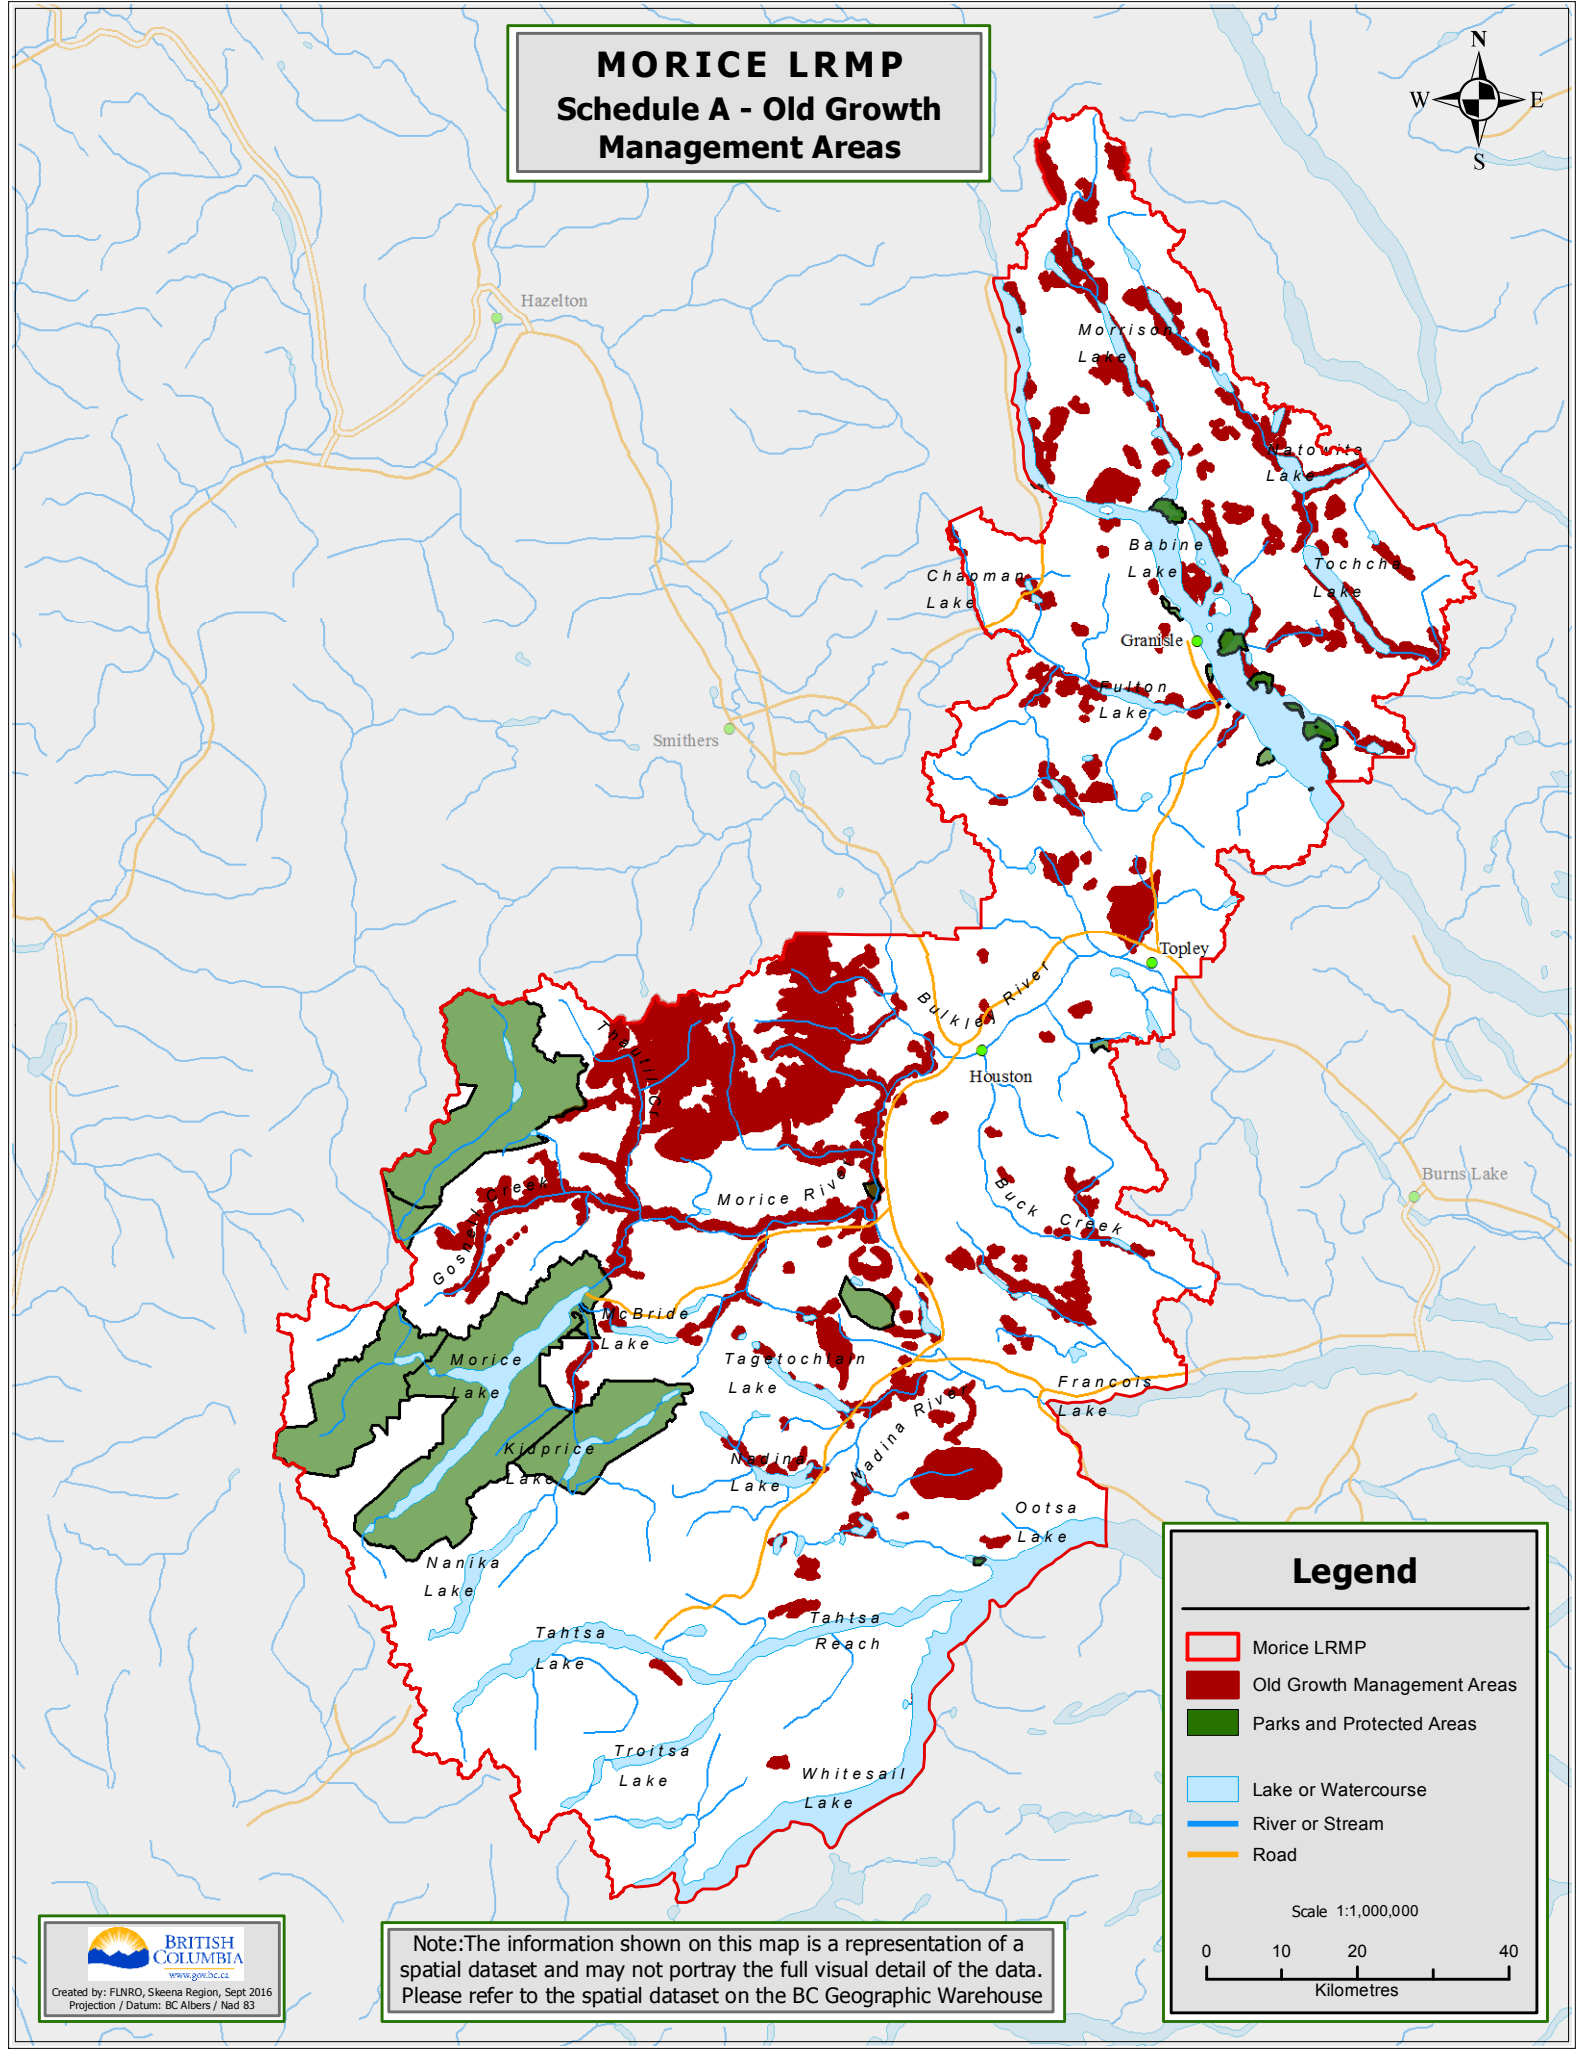 MORICE LRMP
Schedule A - Old Growth
Management Areas
N
W
E
S
Hazelton
Morrison
Lake
Natowite
Lake
Babine
Lake
Tochcha
Lake
Chapman
Lake
Granisle
Fulton
Lake
Smithers
Topley
Bulkley River
Thautil Cr
Houston
Burns Lake
Gosnell Creek
Morice River
Buck Creek
McBride
Lake
Morice
Lake
Tagetochlain
Lake
Francois
Lake
Nadina River
Kidprice
Lake
Nadina
Lake
Ootsa
Lake
Nanika
Lake
Tahtsa
Reach
Tahtsa
Lake
Troitsa
Lake
Whitesail
Lake
Legend
Morice LRMP
Old Growth Management Areas
Parks and Protected Areas
Lake or Watercourse
River or Stream
Road
Scale 1:1,000,000
0 10 20 40
Kilometres
BRITISH
COLUMBIA
www.gov.bc.ca
Created by: FLNRO, Skeena Region, Sept 2016
Projection / Datum: BC Albers / Nad 83
Note:The information shown on this map is a representation of a
spatial dataset and may not portray the full visual detail of the data.
Please refer to the spatial dataset on the BC Geographic Warehouse